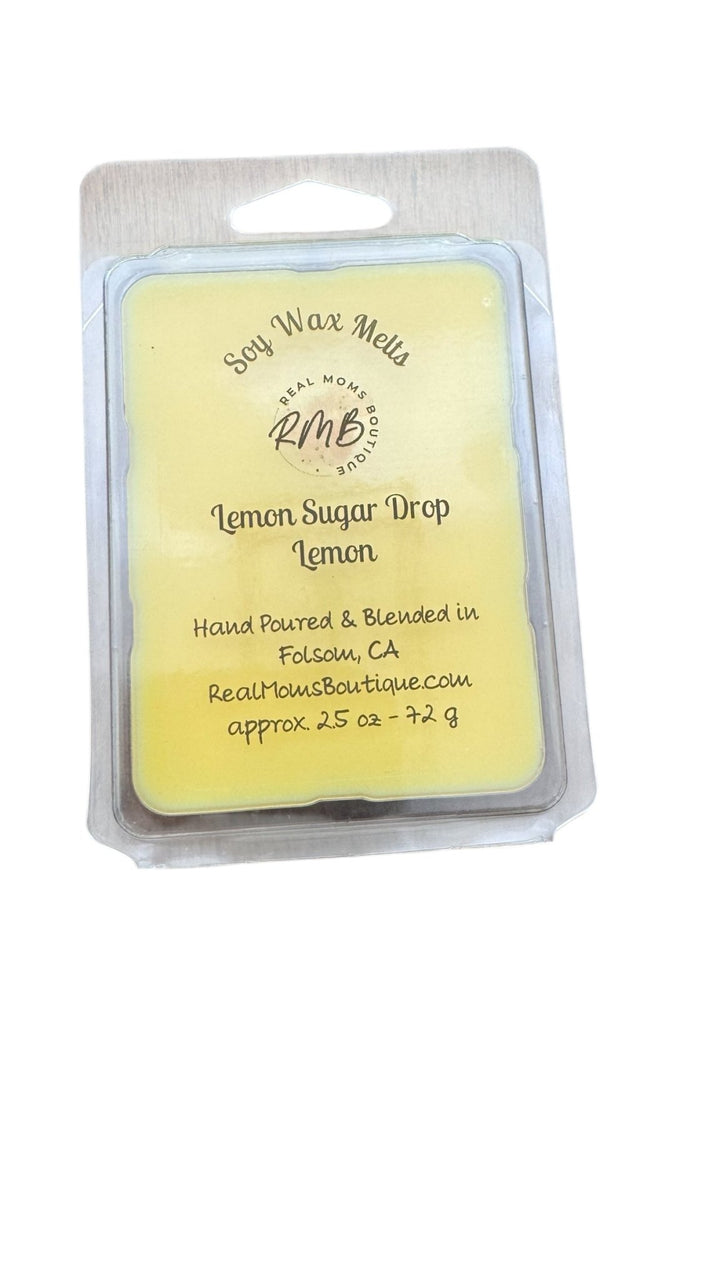 Soy Wax Melts
REAL MOMS BOUTIQUE
RMB
Lemon Sugar Drop
Lemon
Hand Poured & Blended in
Folsom, CA
RealMomsBoutique.com
approx. 2.5 oz - 72 g